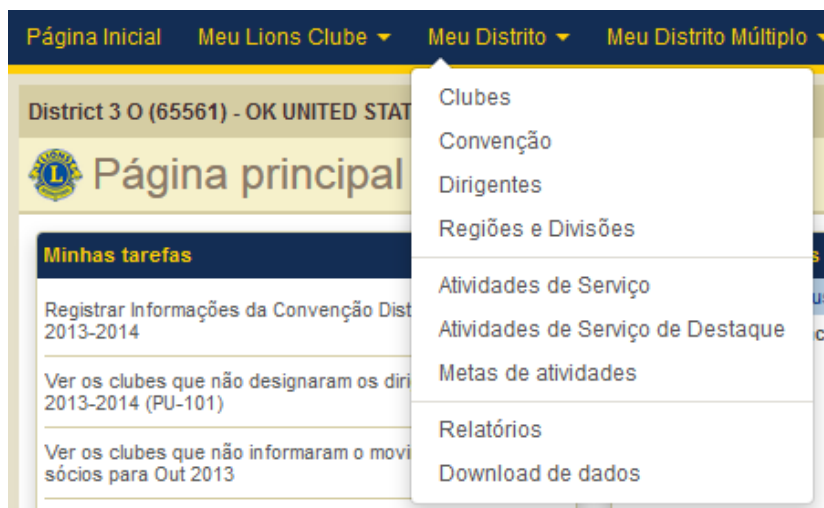 Página Inicial Meu Lions Clube Meu Distrito Meu Distrito Múltiplo
District 3 O (65561) - OK UNITED STAT
Página principal
Minhas tarefas
Registrar Informações da Convenção Dist
2013-2014
Ver os clubes que não designaram os diri
2013-2014 (PU-101)
Ver os clubes que não informaram o movi
sócios para Out 2013
Clubes
Convenção
Dirigentes
Regiões e Divisões
Atividades de Serviço
Atividades de Serviço de Destaque
Metas de atividades
Relatórios
Download de dados